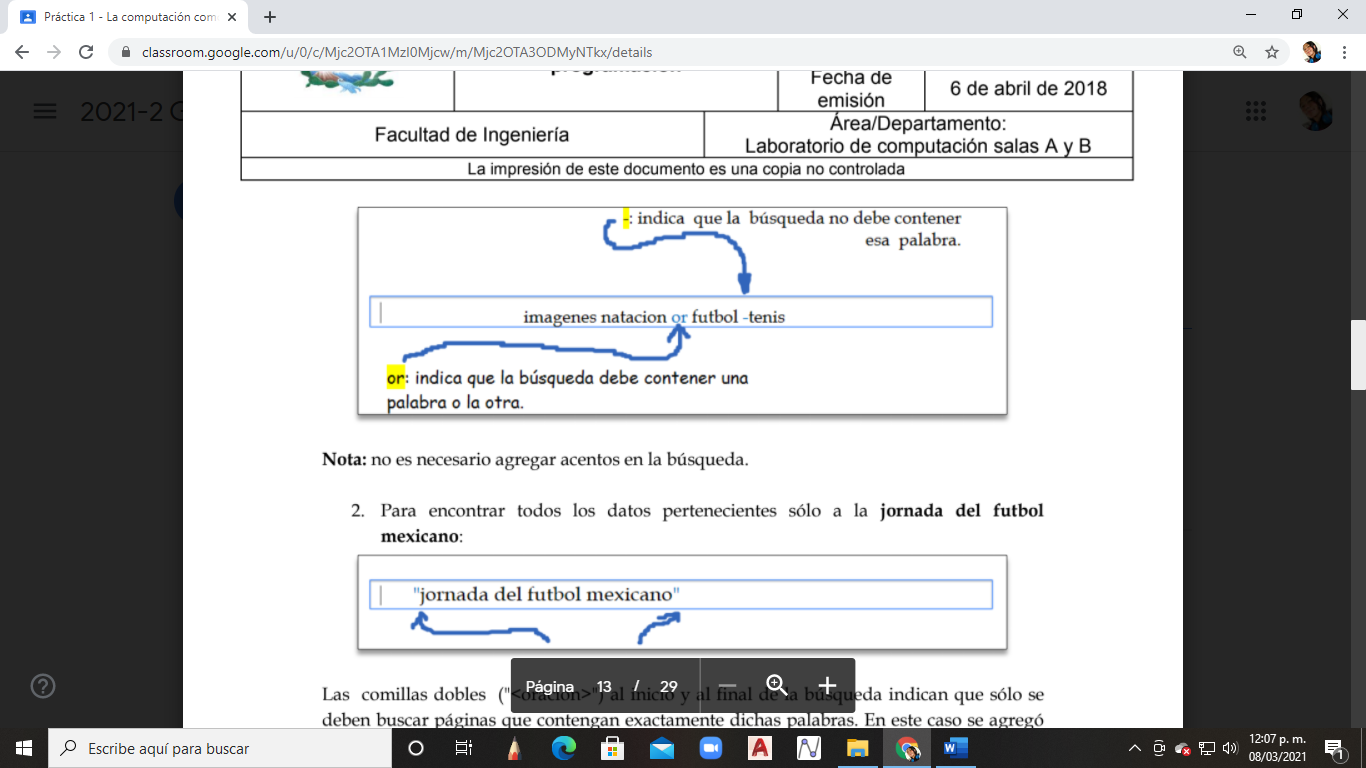 Práctica 1 - La computación com
classroom.google.com/u/0/c/Mjc2OTA1MzI0Mjcw/m/Mjc2OTA3ODMyNTkx/details
2021-2 G
programación
Fecha de
emisión
6 de abril de 2018
Facultad de Ingeniería
Área/Departamento:
Laboratorio de computación salas A y B
La impresión de este documento es una copia no controlada
-: indica que la búsqueda no debe contener
esa palabra.
imagenes natacion or futbol -tenis
or: indica que la búsqueda debe contener una
palabra o la otra.
Nota: no es necesario agregar acentos en la búsqueda.
2. Para encontrar todos los datos pertenecientes sólo a la jornada del futbol
mexicano:
"jornada del futbol mexicano"
Las comillas dobles ("<oración>") al inicio y al final de la búsqueda indican que sólo se
deben buscar páginas que contengan exactamente dichas palabras. En este caso se agregó
Página 13 / 29
Escribe aquí para buscar
12:07 p. m.
08/03/2021
1